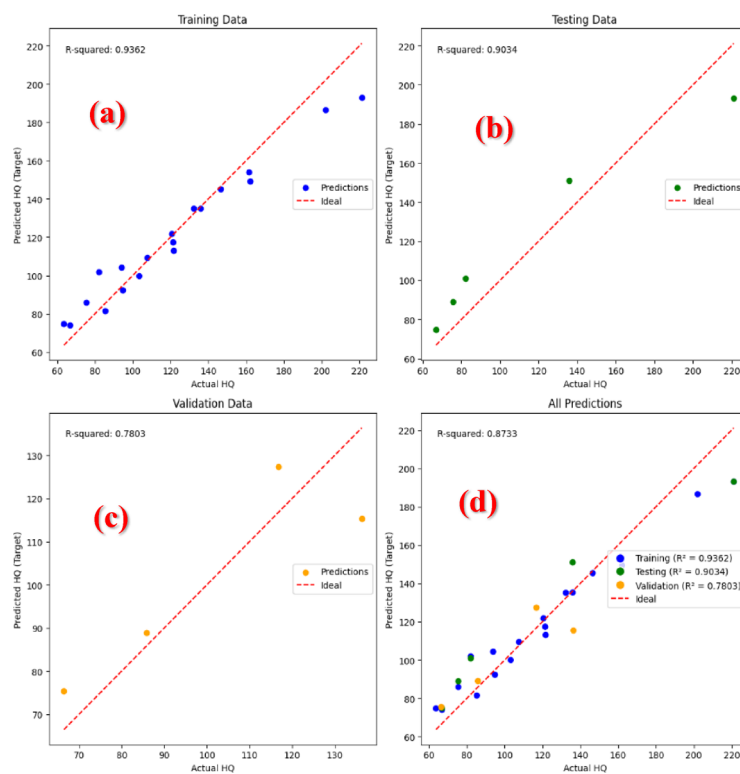 Training Data
R-squared: 0.9362
(a)
Predicted HQ (Target)
220
200
180
160
140
120
100
80
60
Predictions
Ideal
60 80 100 120 140 160 180 200 220
Actual HQ
Testing Data
R-squared: 0.9034
(b)
Predicted HQ (Target)
220
200
180
160
140
120
100
80
60
Predictions
Ideal
60 80 100 120 140 160 180 200 220
Actual HQ
Validation Data
R-squared: 0.7803
(c)
Predicted HQ (Target)
130
120
110
100
90
80
70
Predictions
Ideal
70 80 90 100 110 120 130
Actual HQ
All Predictions
R-squared: 0.8733
(d)
Predicted HQ (Target)
220
200
180
160
140
120
100
80
60
Training (R² = 0.9362)
Testing (R² = 0.9034)
Validation (R² = 0.7803)
Ideal
60 80 100 120 140 160 180 200 220
Actual HQ